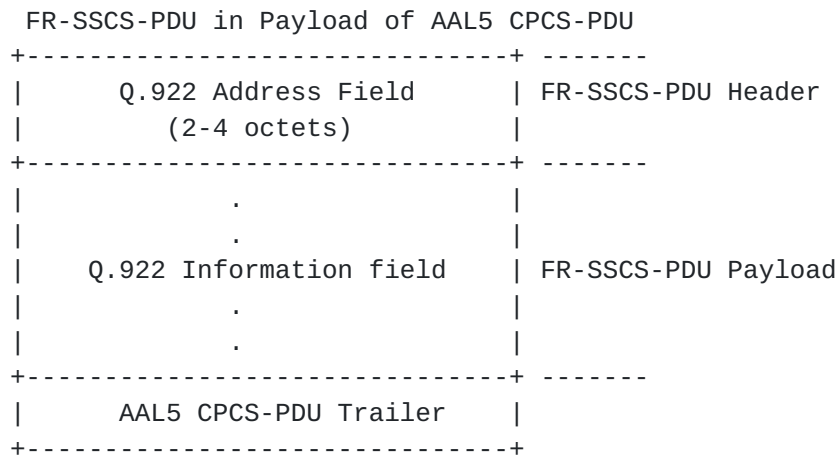 FR-SSCS-PDU in Payload of AAL5 CPCS-PDU
+-------------------------------+ -------
|      Q.922 Address Field      | FR-SSCS-PDU Header
|         (2-4 octets)          |
+-------------------------------+ -------
|             .                 |
|             .                 |
|    Q.922 Information field    | FR-SSCS-PDU Payload
|             .                 |
|             .                 |
+-------------------------------+ -------
|      AAL5 CPCS-PDU Trailer    |
+-------------------------------+